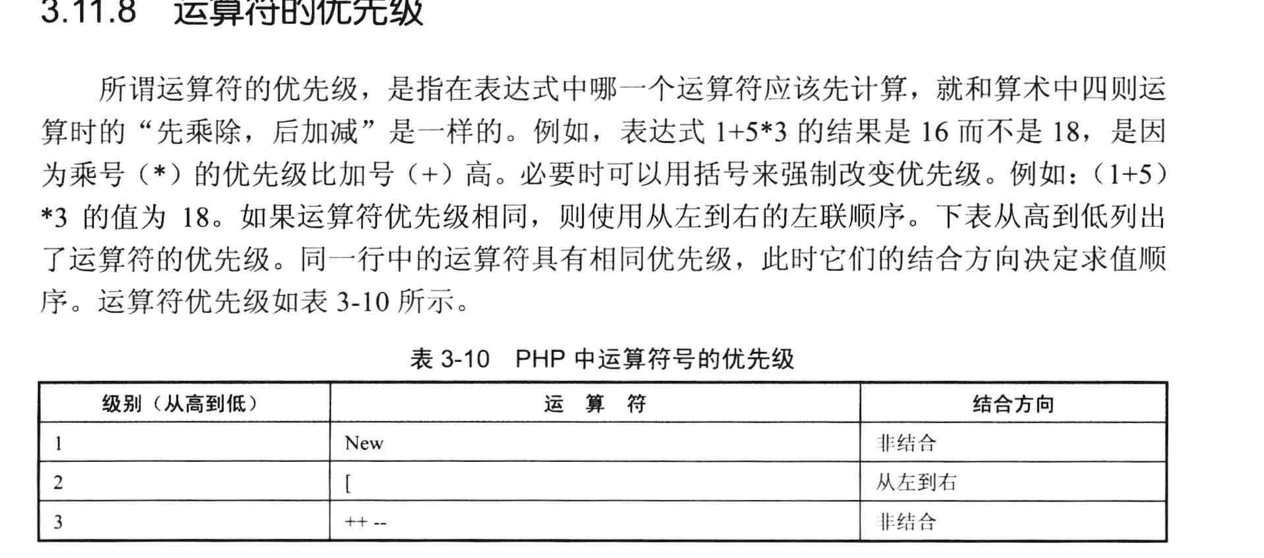 3.11.8 运算符的优先级
所谓运算符的优先级，是指在表达式中哪一个运算符应该先计算，就和算术中四则运
算时的“先乘除，后加减”是一样的。例如，表达式 1+5*3 的结果是 16 而不是 18，是因
为乘号（*）的优先级比加号（+）高。必要时可以用括号来强制改变优先级。例如：（1+5）
*3 的值为 18。如果运算符优先级相同，则使用从左到右的左联顺序。下表从高到低列出
了运算符的优先级。同一行中的运算符具有相同优先级，此时它们的结合方向决定求值顺
序。运算符优先级如表 3-10 所示。
表 3-10 PHP 中运算符号的优先级
级别（从高到低） 运 算 符 结合方向
1 New 非结合
2 [ 从左到右
3 ++ -- 非结合